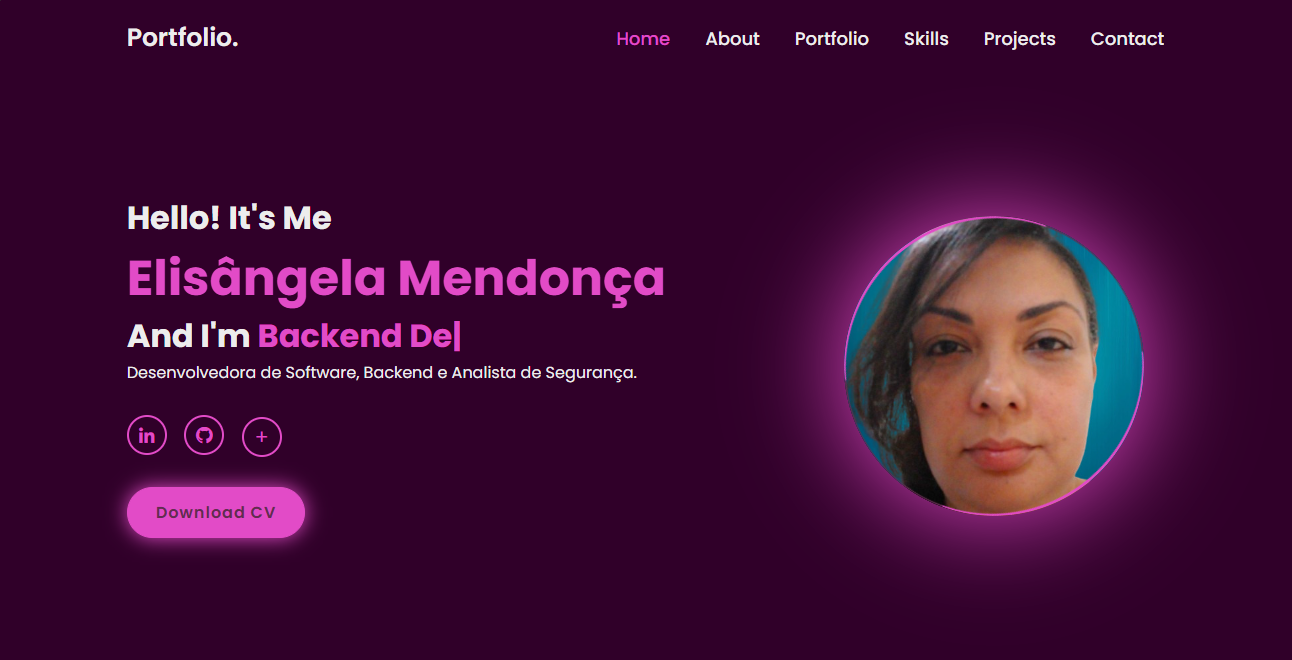 Portfolio.
Home About Portfolio Skills Projects Contact
Hello! It's Me
Elisângela Mendonça
And I'm Backend De|
Desenvolvedora de Software, Backend e Analista de Segurança.
in
+
Download CV